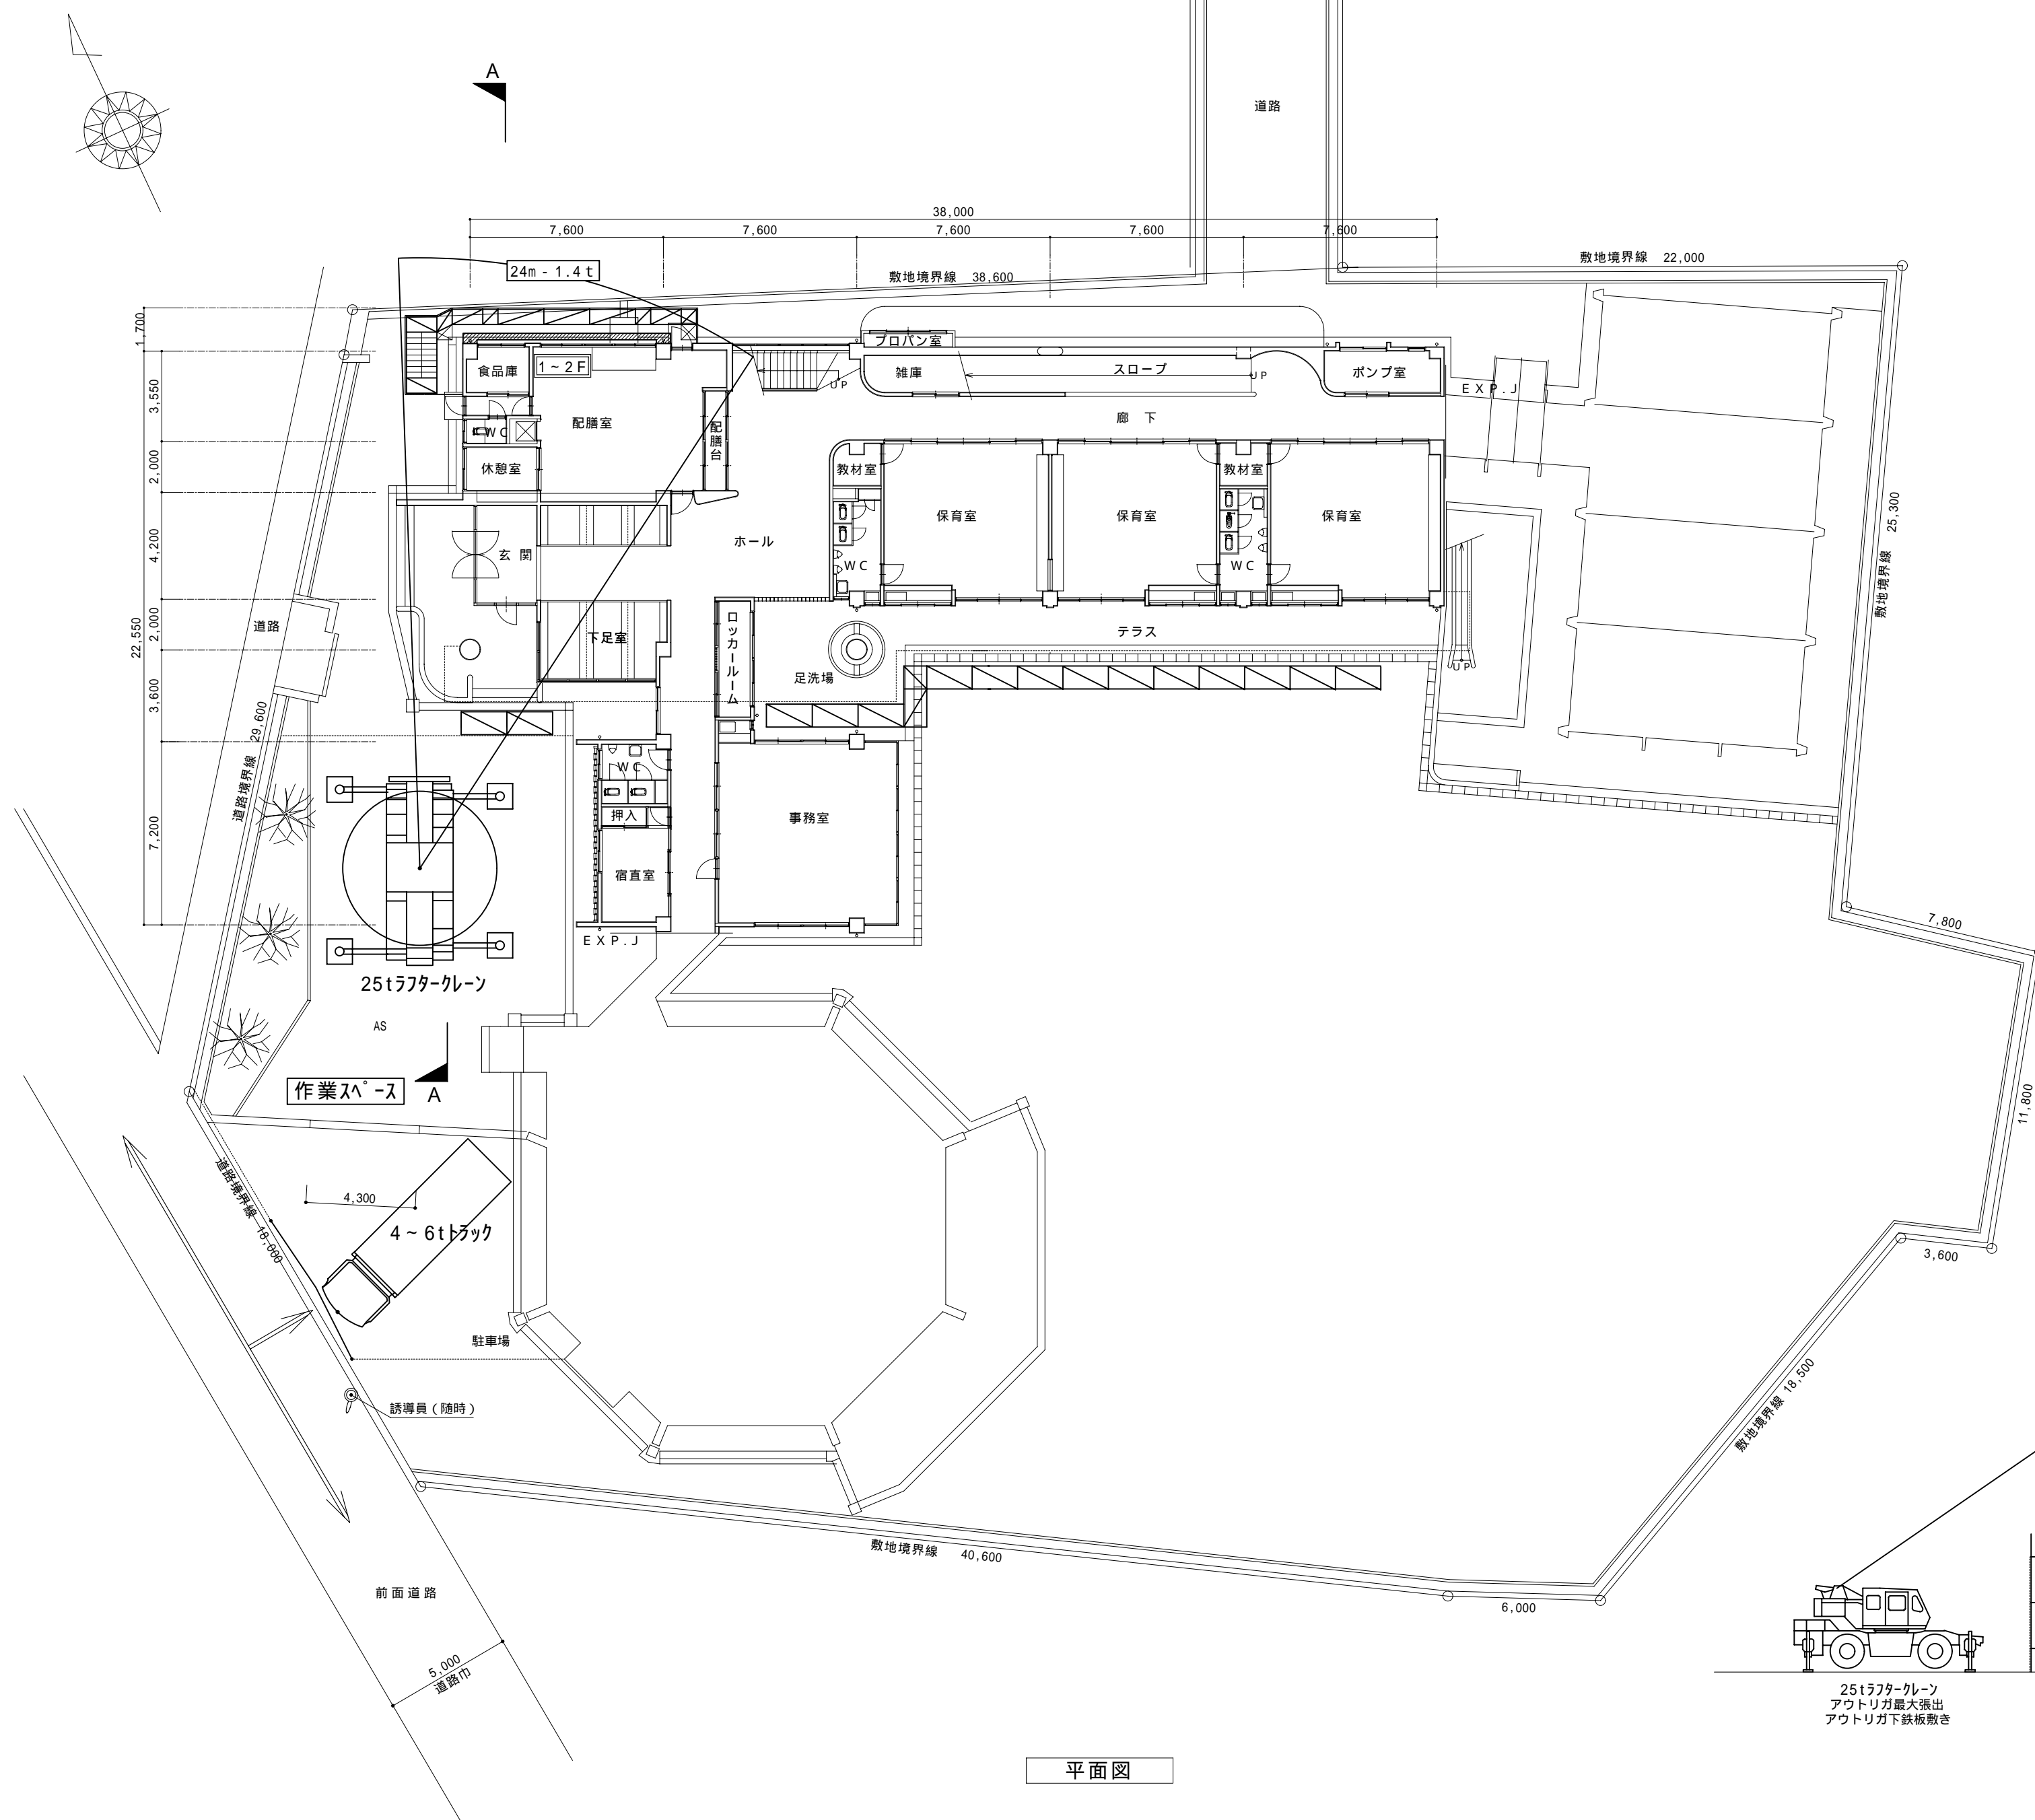 A
道路
38,000
7,600
7,600
7,600
7,600
7,600
24m - 1.4t
敷地境界線 38,600
敷地境界線 22,000
1,700
プロパン室
食品庫
1~2F
UP
雑庫
スロープ
UP
ポンプ室
EXP.J
3,550
配膳室
配膳台
廊 下
WC
2,000
休憩室
教材室
教材室
保育室
保育室
保育室
25,300
敷地境界線
4,200
玄 関
ホール
WC
WC
道路
22,550
2,000
下足室
ロッカールーム
テラス
UP
3,600
足洗場
道路境界線 29,600
WC
7,200
押入
事務室
宿直室
EXP.J
7,800
25tラフタークレーン
AS
作業スペース
A
11,800
道路境界線 18,000
4,300
4~6tトラック
3,600
駐車場
誘導員(随時)
敷地境界線 18,500
敷地境界線 40,600
前面道路
6,000
5,000
道路巾
25tラフタークレーン
アウトリガ最大張出
アウトリガ下鉄板敷き
平面図